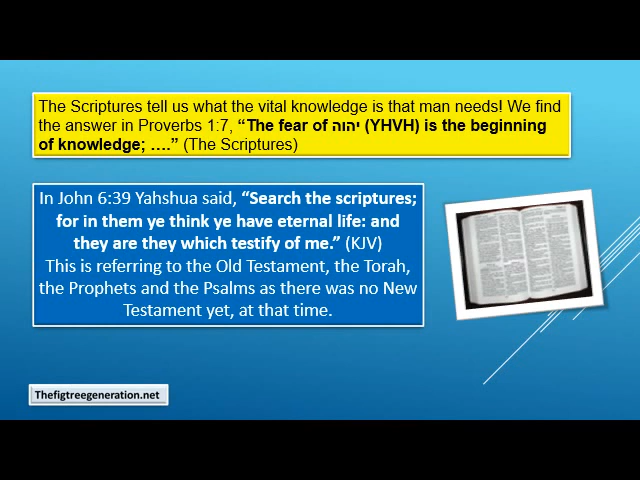 The Scriptures tell us what the vital knowledge is that man needs! We find
the answer in Proverbs 1:7, “The fear of יהוה (YHVH) is the beginning
of knowledge; ….” (The Scriptures)
In John 6:39 Yahshua said, “Search the scriptures;
for in them ye think ye have eternal life: and
they are they which testify of me.” (KJV)
This is referring to the Old Testament, the Torah,
the Prophets and the Psalms as there was no New
Testament yet, at that time.
Thefigtreegeneration.net